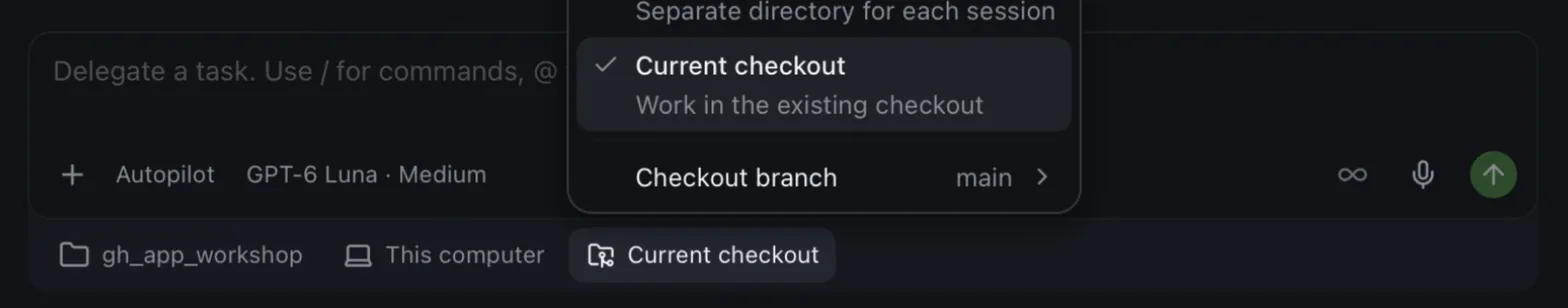 Separate directory for each session
Delegate a task. Use / for commands, @
Current checkout
Work in the existing checkout
Checkout branch main
Autopilot GPT-6 Luna · Medium
gh_app_workshop This computer Current checkout